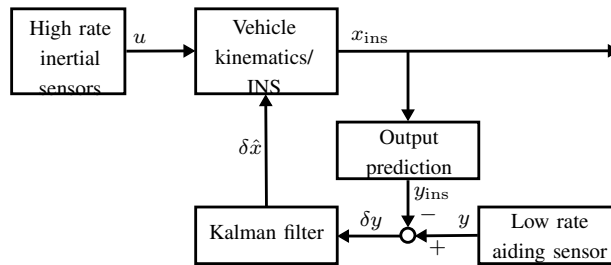 High rate
inertial
sensors
u
Vehicle
kinematics/
INS
x_ins
Output
prediction
δx̂
y_ins
−
δy
y
+
Kalman filter
Low rate
aiding sensor